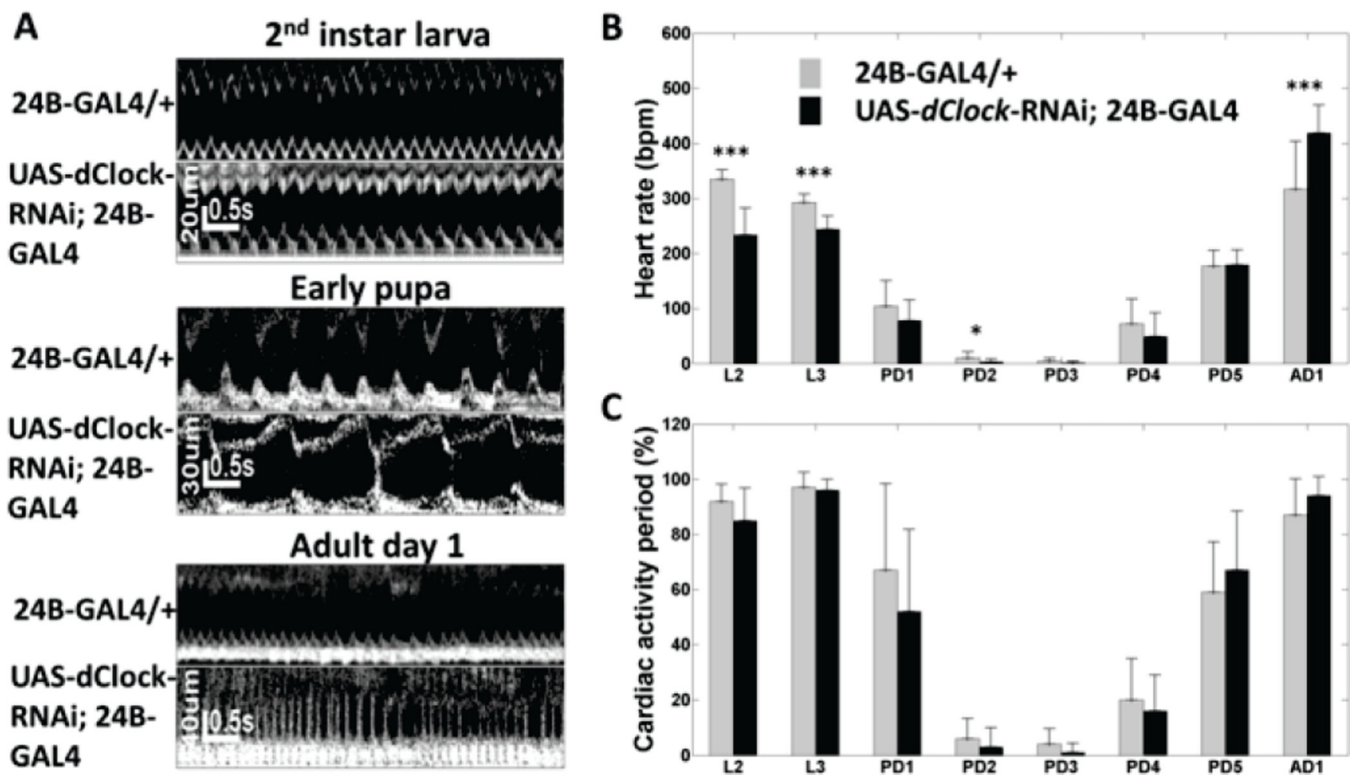 A
2nd instar larva
24B-GAL4/+
UAS-dClock-
RNAi; 24B-
GAL4
20um
0.5s
Early pupa
24B-GAL4/+
UAS-dClock-
RNAi; 24B-
GAL4
30um
0.5s
Adult day 1
24B-GAL4/+
UAS-dClock-
RNAi; 24B-
GAL4
40um
0.5s
B
Heart rate (bpm)
600
500
400
300
200
100
0
24B-GAL4/+
UAS-dClock-RNAi; 24B-GAL4
***
***
*
***
L2 L3 PD1 PD2 PD3 PD4 PD5 AD1
C
Cardiac activity period (%)
120
100
80
60
40
20
0
L2 L3 PD1 PD2 PD3 PD4 PD5 AD1